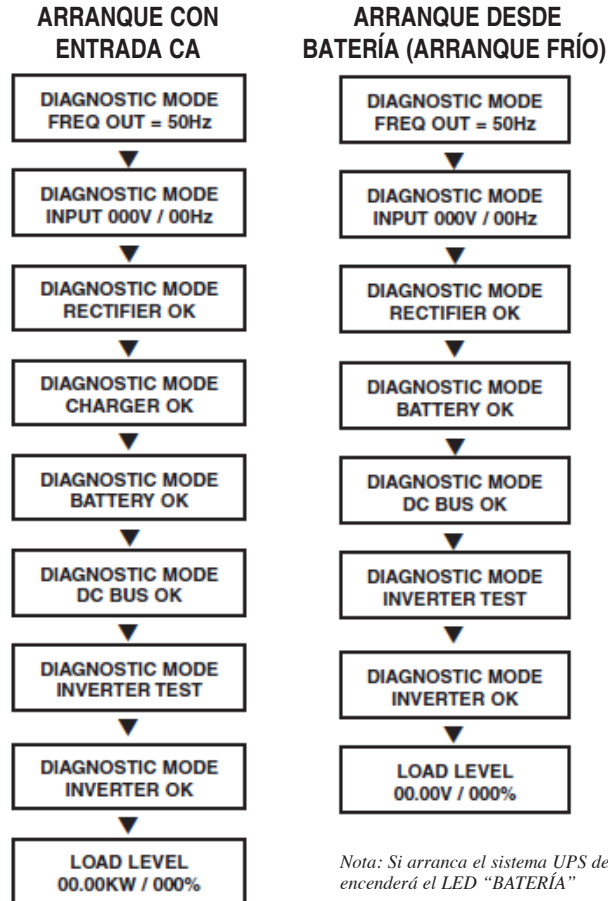 ARRANQUE CON
ENTRADA CA
DIAGNOSTIC MODE
FREQ OUT = 50Hz
DIAGNOSTIC MODE
INPUT 000V / 00Hz
DIAGNOSTIC MODE
RECTIFIER OK
DIAGNOSTIC MODE
CHARGER OK
DIAGNOSTIC MODE
BATTERY OK
DIAGNOSTIC MODE
DC BUS OK
DIAGNOSTIC MODE
INVERTER TEST
DIAGNOSTIC MODE
INVERTER OK
LOAD LEVEL
00.00KW / 000%
ARRANQUE DESDE
BATERÍA (ARRANQUE FRÍO)
DIAGNOSTIC MODE
FREQ OUT = 50Hz
DIAGNOSTIC MODE
INPUT 000V / 00Hz
DIAGNOSTIC MODE
RECTIFIER OK
DIAGNOSTIC MODE
BATTERY OK
DIAGNOSTIC MODE
DC BUS OK
DIAGNOSTIC MODE
INVERTER TEST
DIAGNOSTIC MODE
INVERTER OK
LOAD LEVEL
00.00V / 000%
Nota: Si arranca el sistema UPS de
encenderá el LED “BATERÍA”